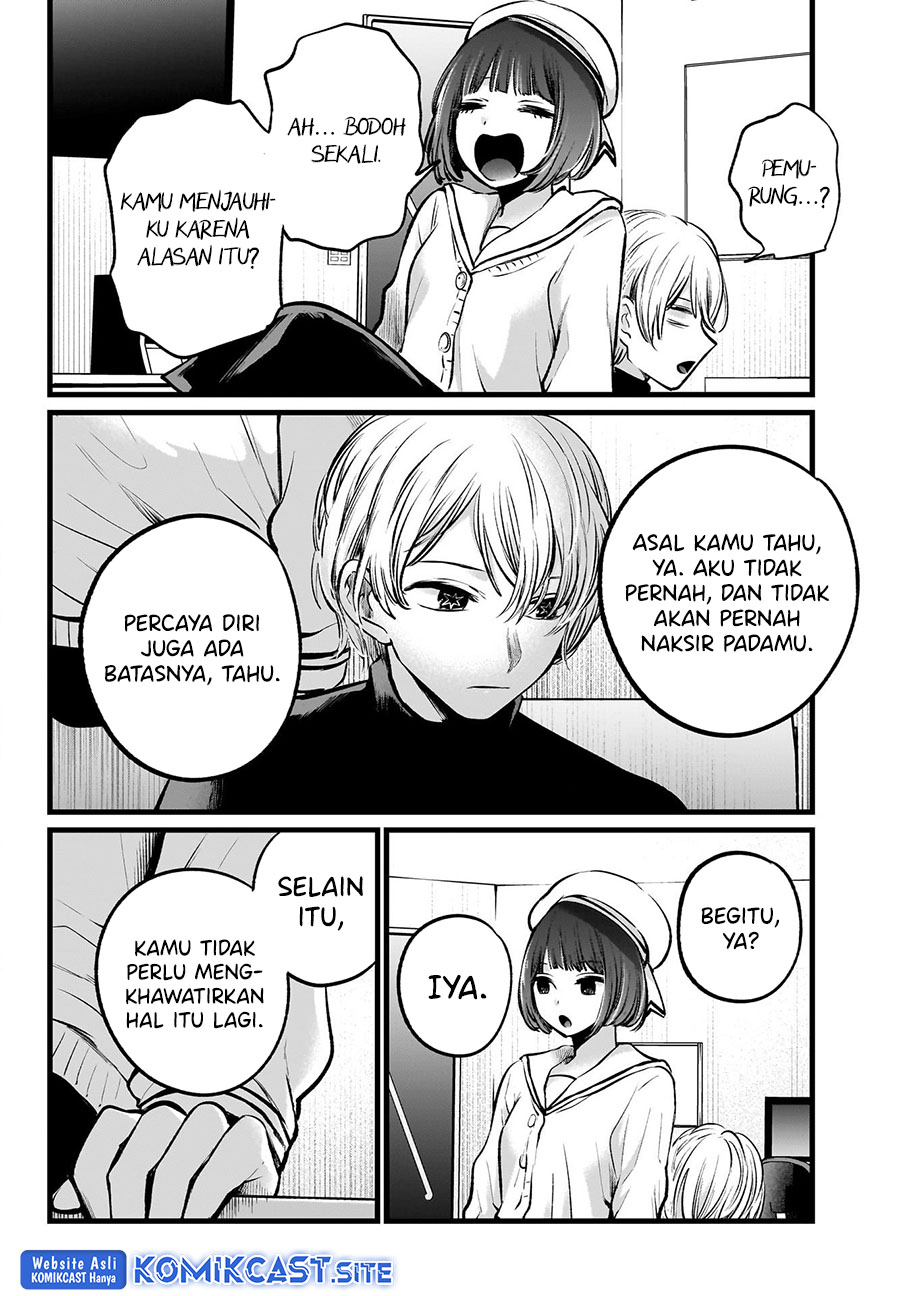 PEMU-
RUNG...?
AH... BODOH
SEKALI.
KAMU MENJAUHI-
KU KARENA
ALASAN ITU?
ASAL KAMU TAHU,
YA. AKU TIDAK
PERNAH, DAN TIDAK
AKAN PERNAH
NAKSIR PADAMU.
PERCAYA DIRI
JUGA ADA
BATASNYA, TAHU.
BEGITU,
YA?
IYA.
SELAIN
ITU,
KAMU TIDAK
PERLU MENG-
KHAWATIRKAN
HAL ITU LAGI.
Website Asli
KOMIKCAST Hanya
KOMIKCAST.SITE